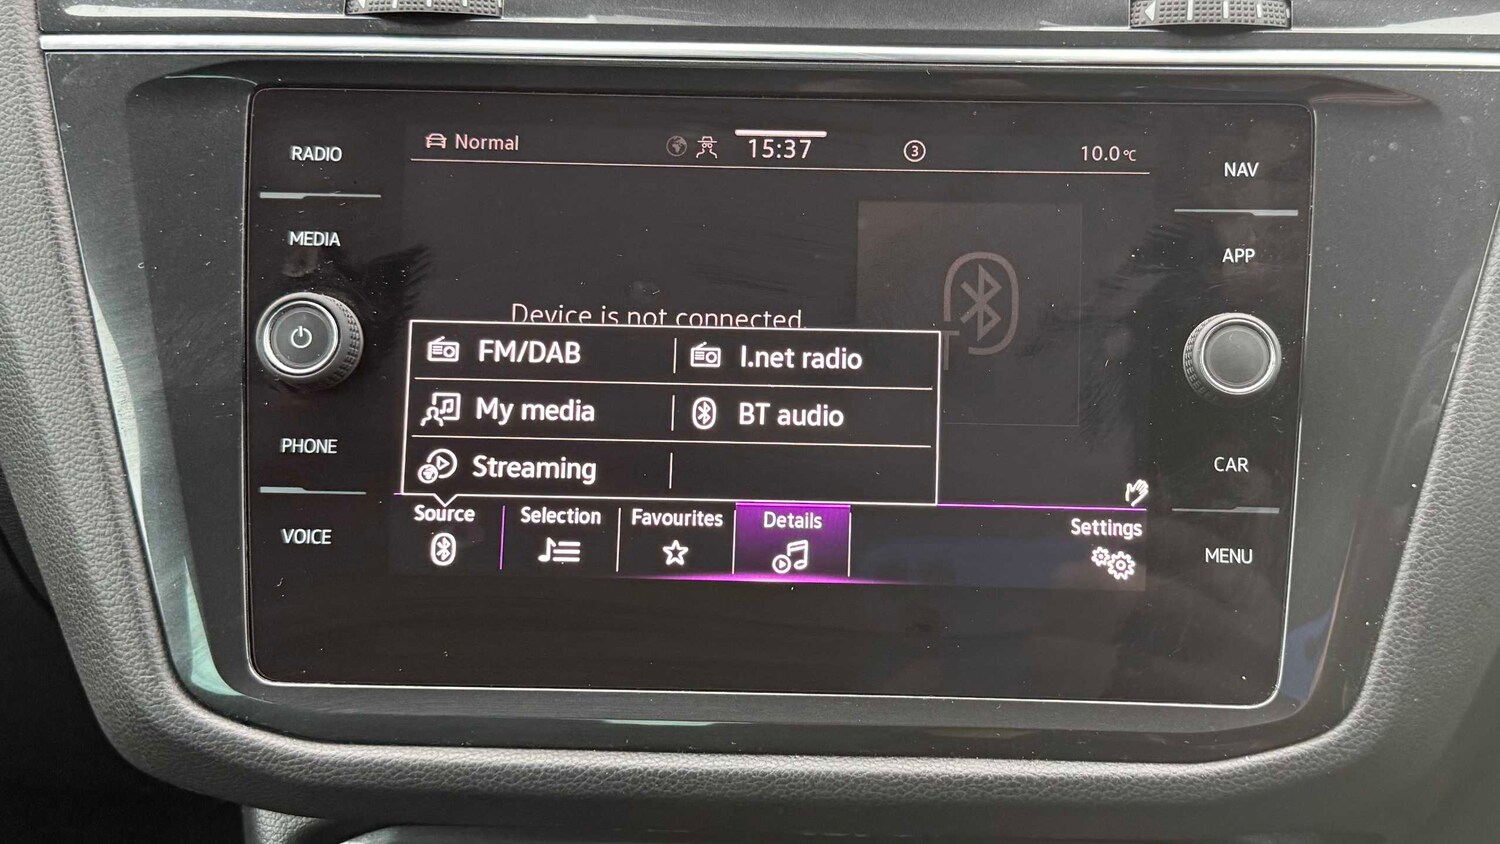 RADIO
MEDIA
PHONE
VOICE
Normal
15:37
3
10.0°C
Device is not connected.
FM/DAB
I.net radio
My media
BT audio
Streaming
Source
Selection
Favourites
Details
Settings
NAV
APP
CAR
MENU